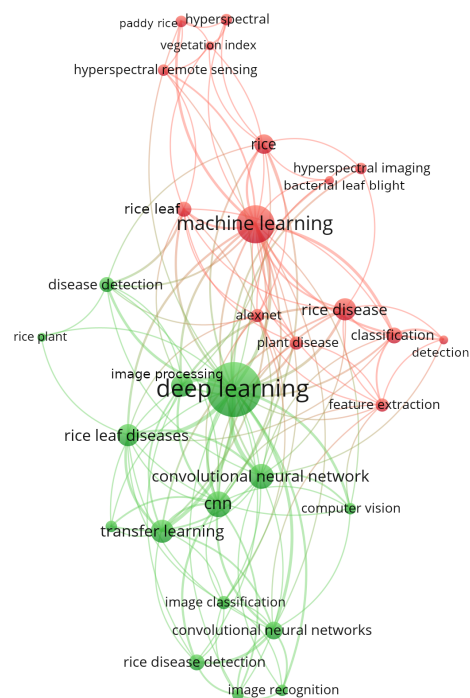 paddy rice
hyperspectral
vegetation index
hyperspectral remote sensing
rice
hyperspectral imaging
bacterial leaf blight
rice leaf
machine learning
disease detection
rice disease
alexnet
classification
rice plant
plant disease
detection
image processing
deep learning
feature extraction
rice leaf diseases
convolutional neural network
cnn
computer vision
transfer learning
image classification
convolutional neural networks
rice disease detection
image recognition